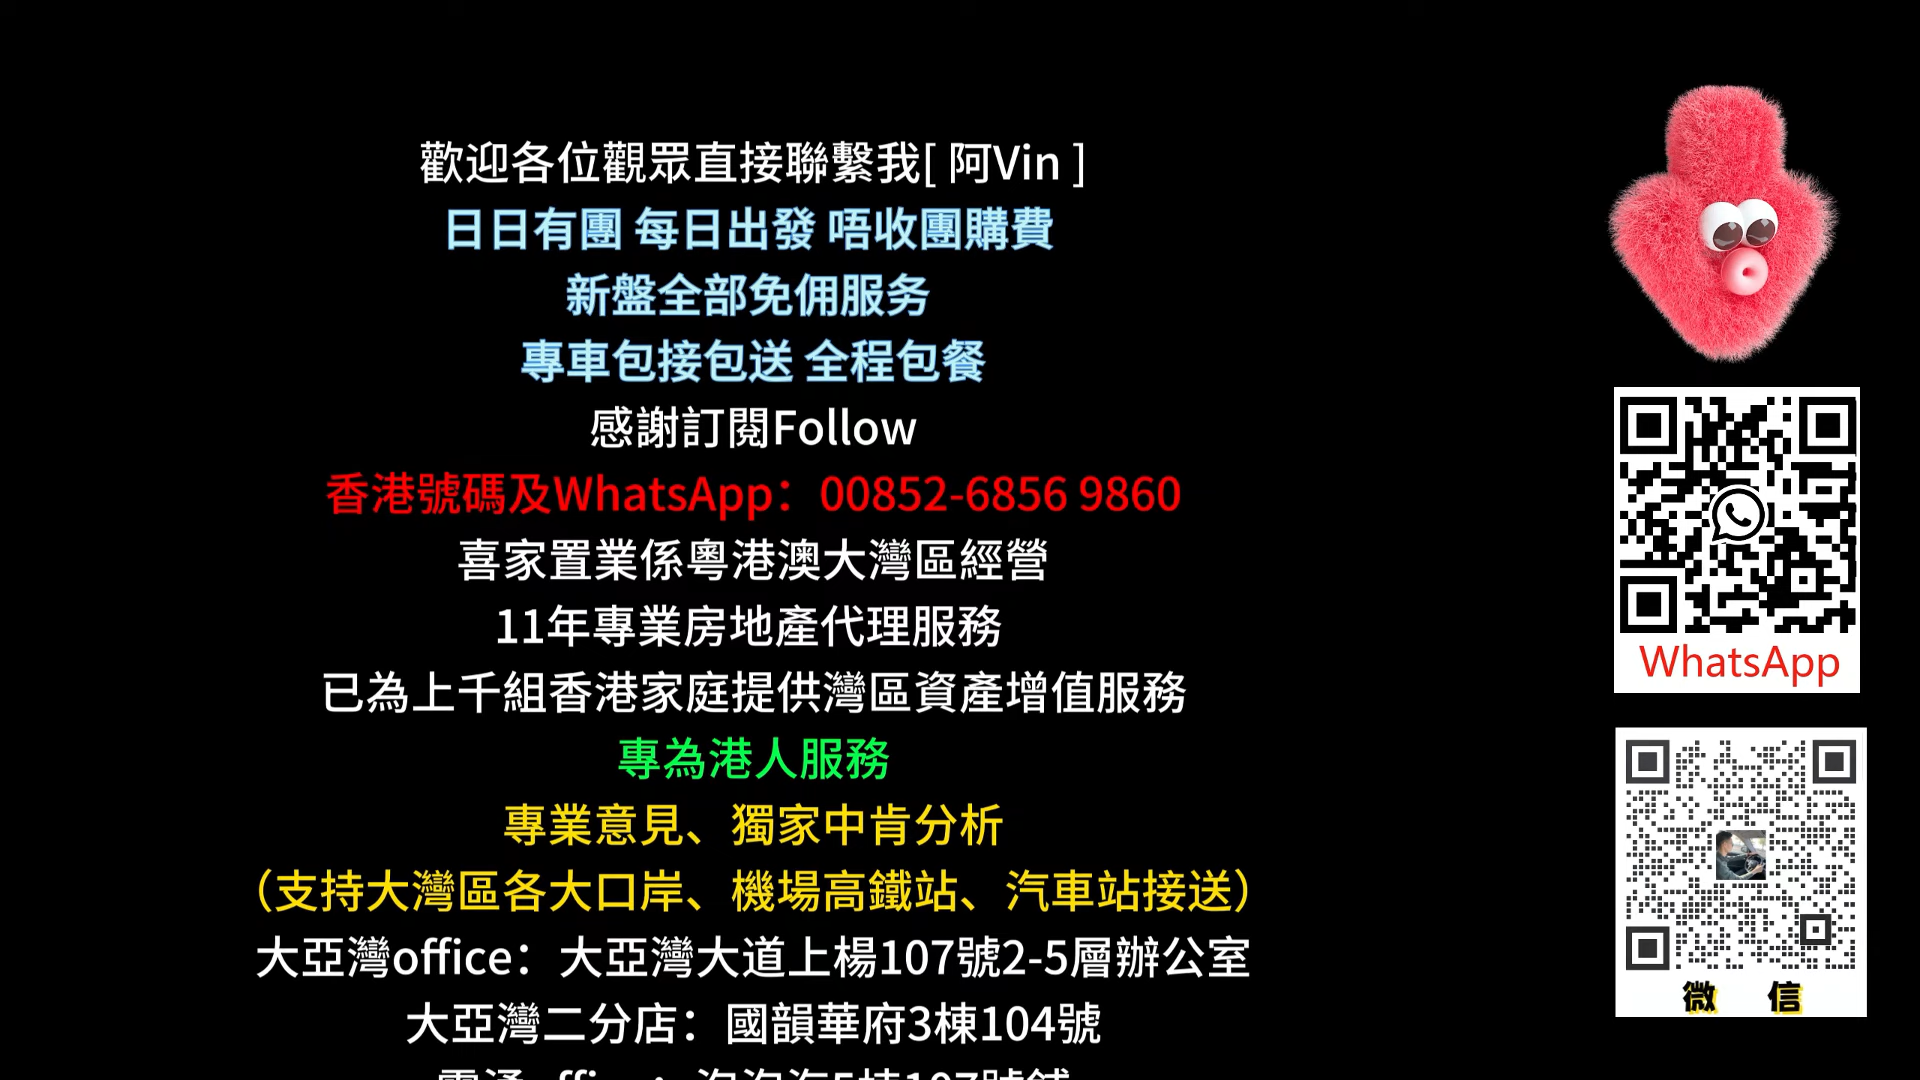 歡迎各位觀眾直接聯繫我[ 阿Vin ]
日日有團 每日出發 唔收團購費
新盤全部免佣服务
專車包接包送 全程包餐
感謝訂閱Follow
香港號碼及WhatsApp：00852-6856 9860
喜家置業係粵港澳大灣區經營
11年專業房地產代理服務
已為上千組香港家庭提供灣區資產增值服務
專為港人服務
專業意見、獨家中肯分析
（支持大灣區各大口岸、機場高鐵站、汽車站接送）
大亞灣office：大亞灣大道上楊107號2-5層辦公室
大亞灣二分店：國韻華府3棟104號
WhatsApp
微 信